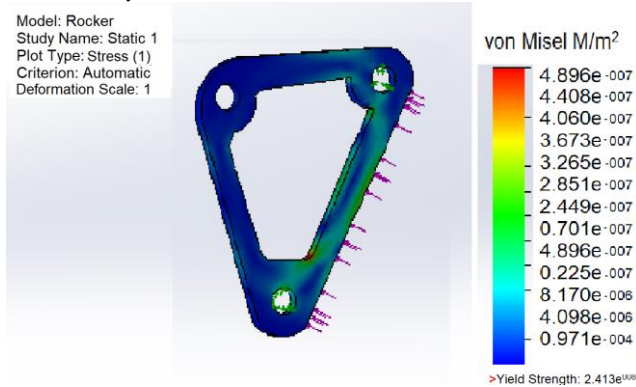 Model: Rocker
Study Name: Static 1
Plot Type: Stress (1)
Criterion: Automatic
Deformation Scale: 1
von Misel M/m²
4.896e-007
4.408e-007
4.060e-007
3.673e-007
3.265e-007
2.851e-007
2.449e-007
0.701e-007
4.896e-007
0.225e-007
8.170e-006
4.098e-006
0.971e-004
>Yield Strength: 2.413e008